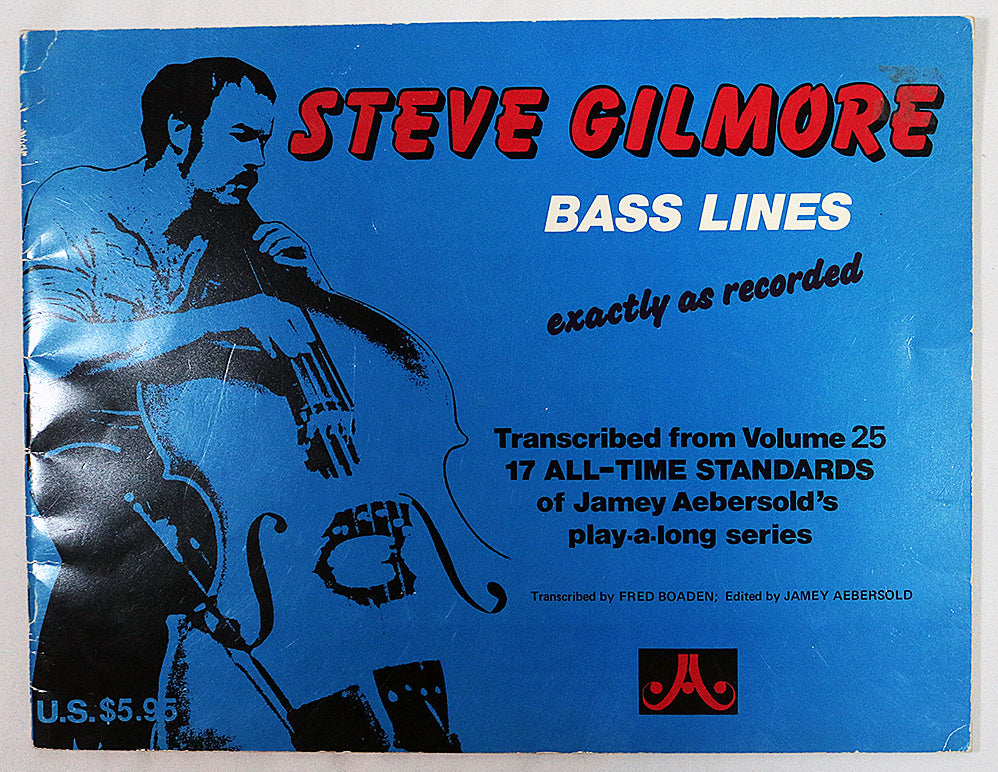 STEVE GILMORE
BASS LINES
exactly as recorded
Transcribed from Volume 25
17 ALL-TIME STANDARDS
of Jamey Aebersold's
play-a-long series
Transcribed by FRED BOADEN; Edited by JAMEY AEBERSOLD
U.S. $5.95